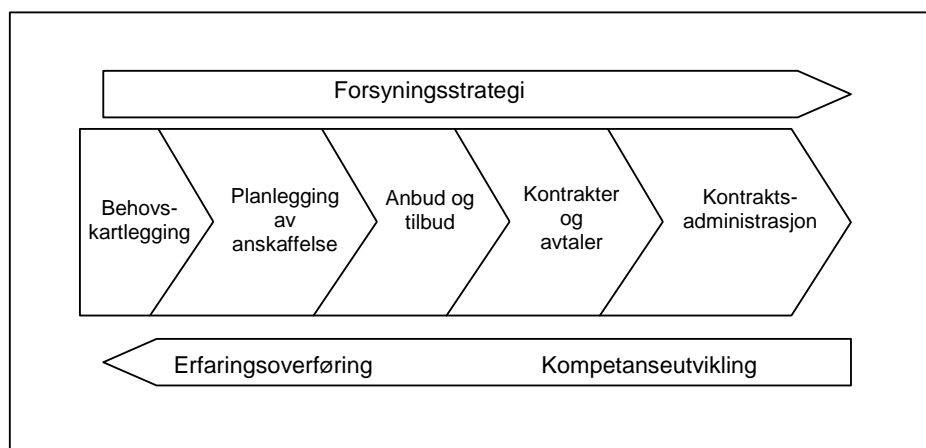 Forsyningsstrategi
Behovs-
kartlegging
Planlegging
av
anskaffelse
Anbud og
tilbud
Kontrakter
og
avtaler
Kontrakts-
administrasjon
Erfaringsoverføring
Kompetanseutvikling